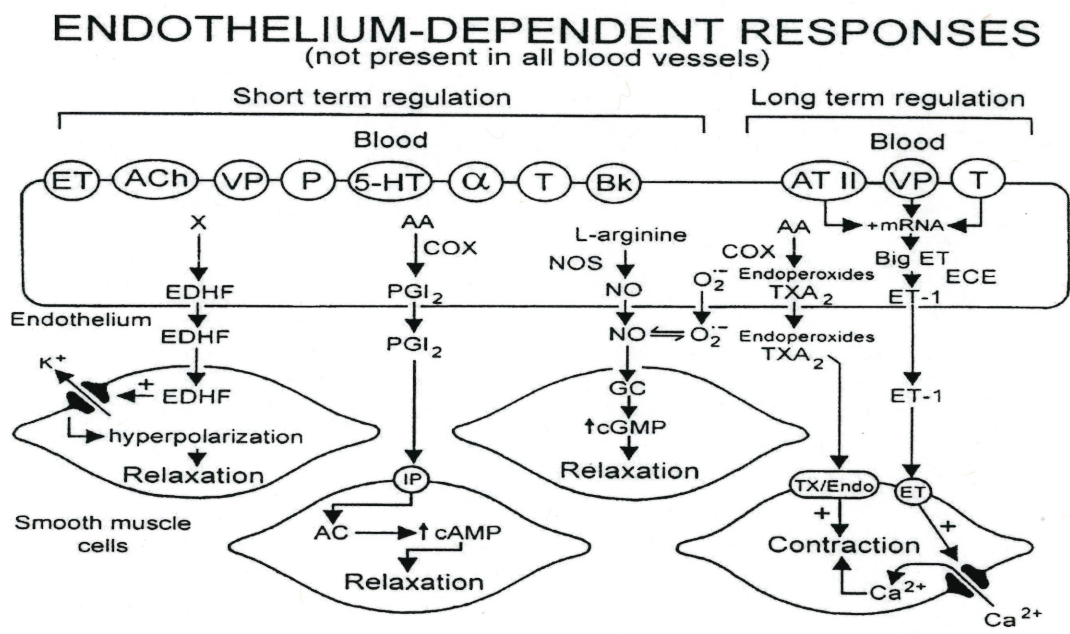 ENDOTHELIUM-DEPENDENT RESPONSES
(not present in all blood vessels)
Short term regulation
Long term regulation
Blood
Blood
ET
ACh
VP
P
5-HT
α
T
Bk
AT II
VP
T
X
EDHF
EDHF
EDHF
+
K+
hyperpolarization
Relaxation
AA
COX
PGI2
PGI2
IP
AC
↑ cAMP
Relaxation
L-arginine
NOS
NO
O2·-
NO
O2·-
GC
↑cGMP
Relaxation
AA
COX
Endoperoxides
TXA2
Endoperoxides
TXA2
TX/Endo
+
+mRNA
Big ET
ECE
ET-1
ET-1
ET
+
Contraction
Ca2+
Ca2+
Endothelium
Smooth muscle
cells